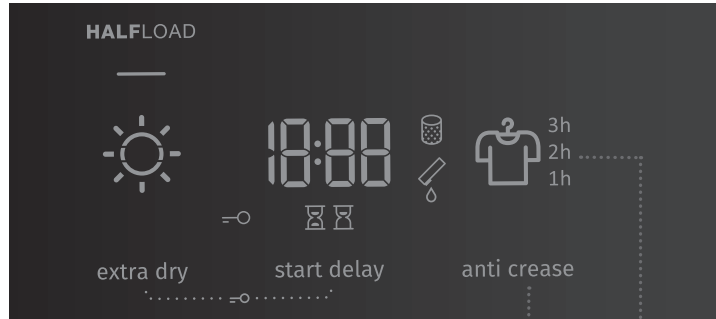 HALFLOAD
18:88
3h
2h
1h
extra dry
start delay
anti crease